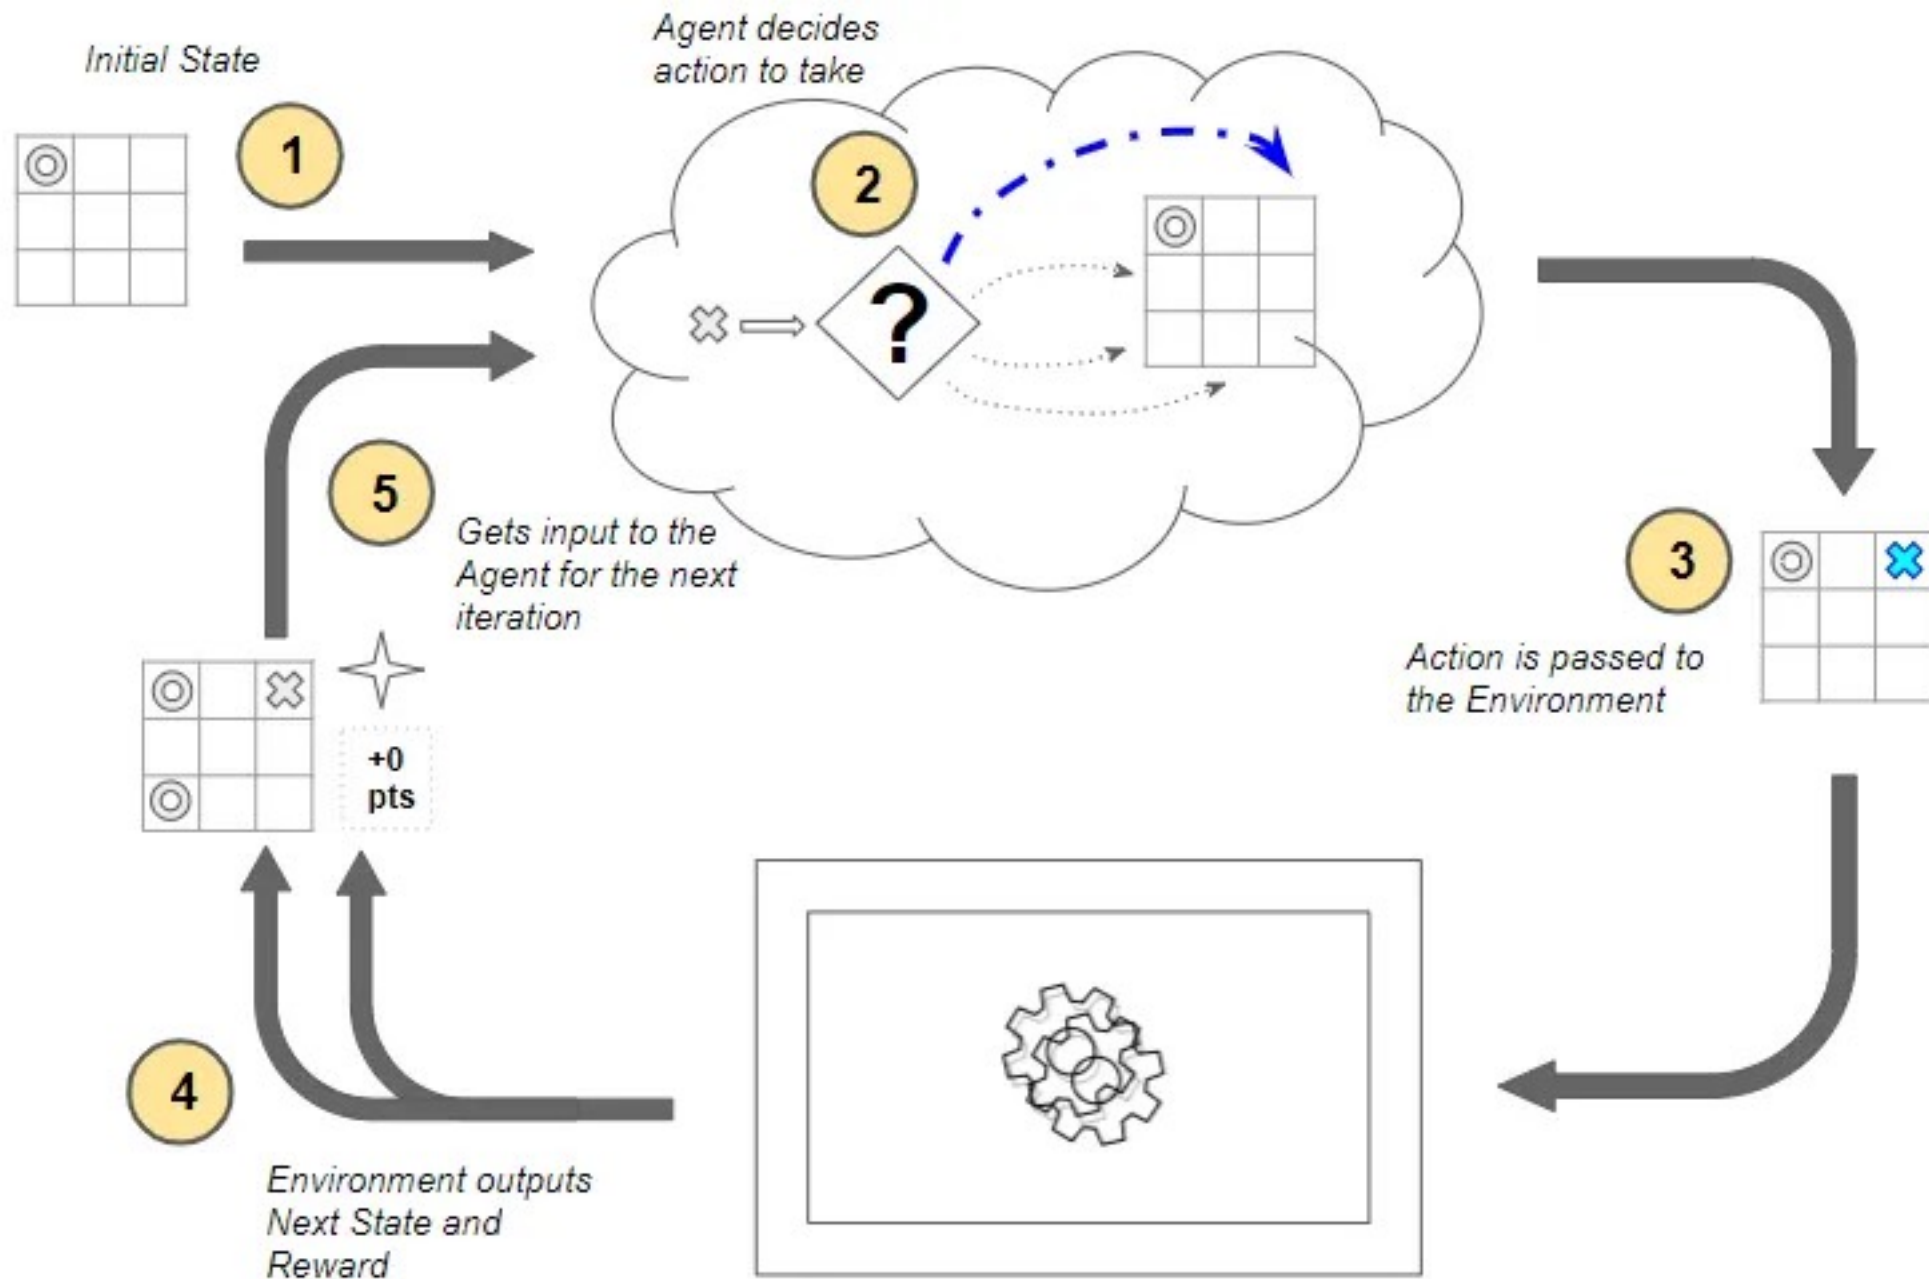 Initial State
1
Agent decides
action to take
2
?
3
Action is passed to
the Environment
4
Environment outputs
Next State and
Reward
+0
pts
5
Gets input to the
Agent for the next
iteration